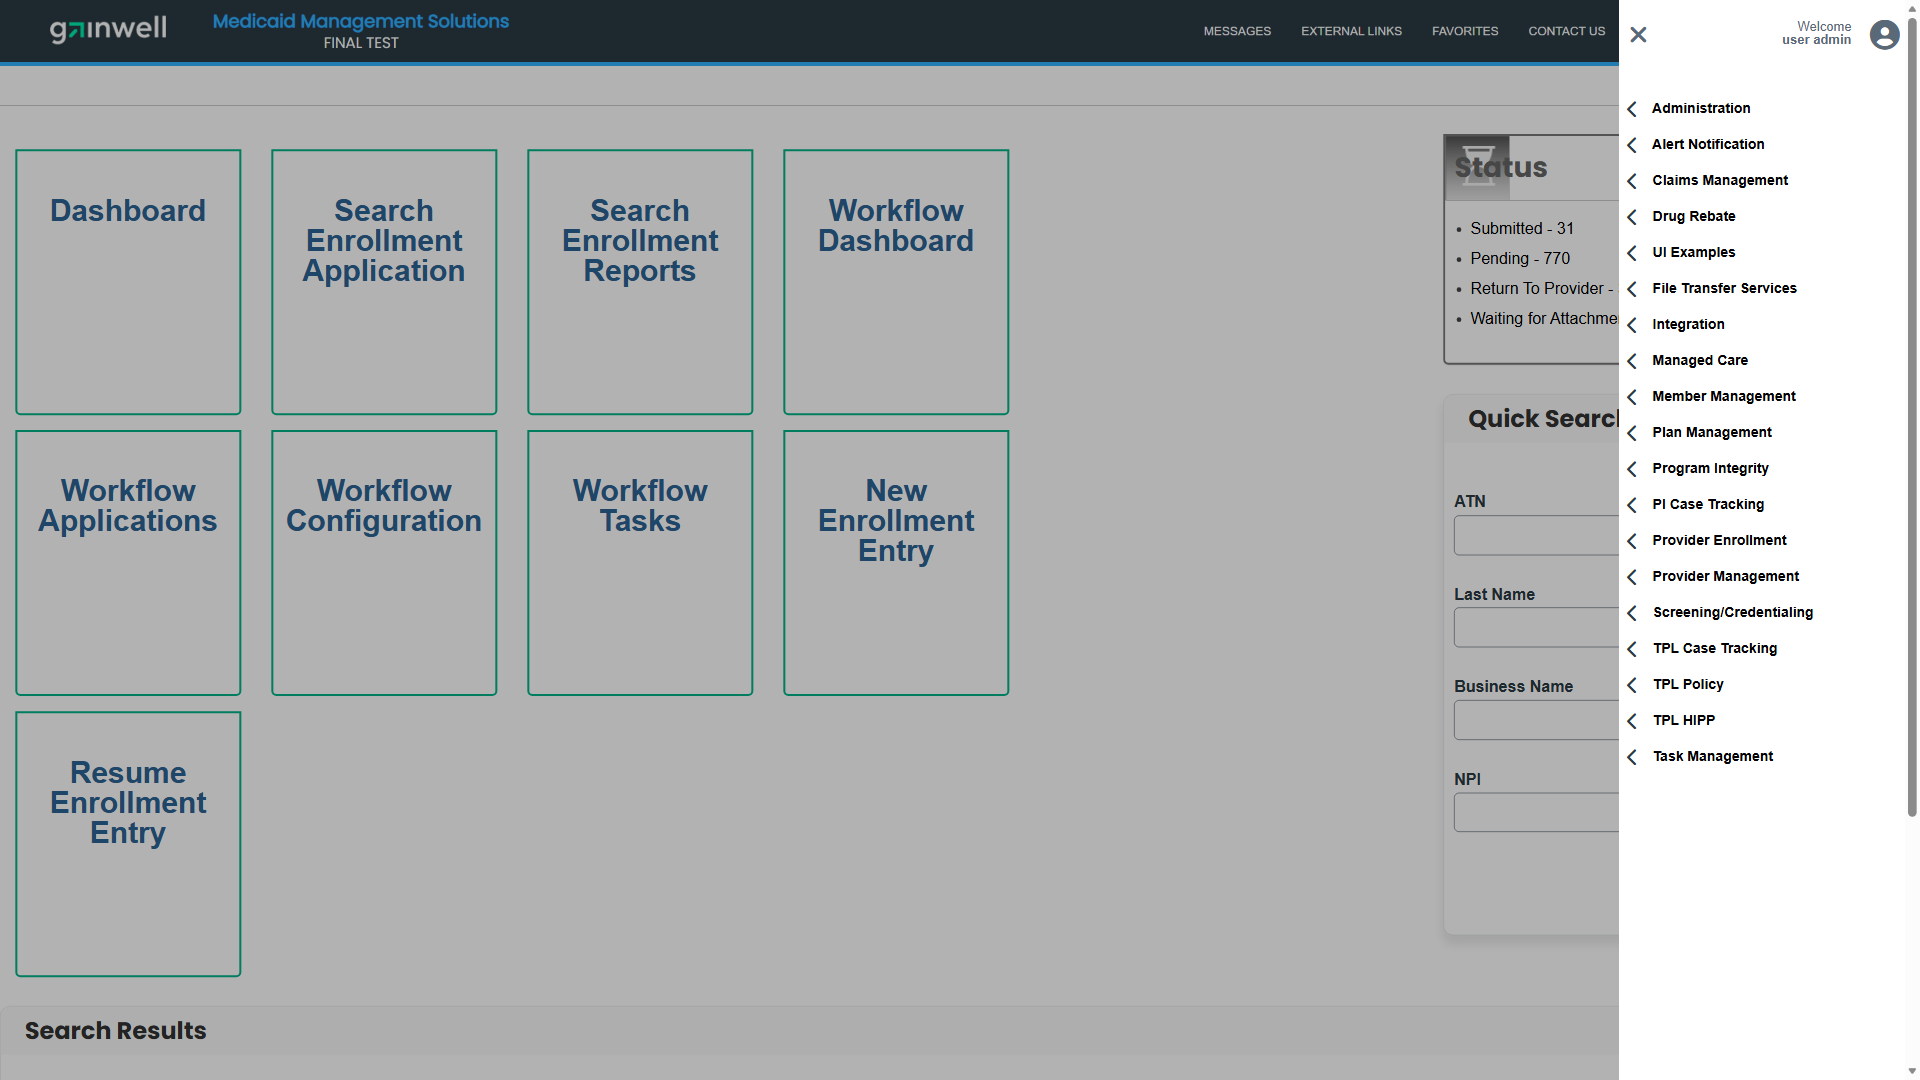 gainwell
Medicaid Management Solutions
FINAL TEST
MESSAGES
EXTERNAL LINKS
FAVORITES
CONTACT US
Welcome
user admin
Administration
Alert Notification
Claims Management
Drug Rebate
UI Examples
File Transfer Services
Integration
Managed Care
Member Management
Plan Management
Program Integrity
PI Case Tracking
Provider Enrollment
Provider Management
Screening/Credentialing
TPL Case Tracking
TPL Policy
TPL HIPP
Task Management
Dashboard
Search
Enrollment
Application
Search
Enrollment
Reports
Workflow
Dashboard
Workflow
Applications
Workflow
Configuration
Workflow
Tasks
New
Enrollment
Entry
Resume
Enrollment
Entry
Status
Submitted - 31
Pending - 770
Return To Provider -
Waiting for Attachme
Quick Search
ATN
Last Name
Business Name
NPI
Search Results